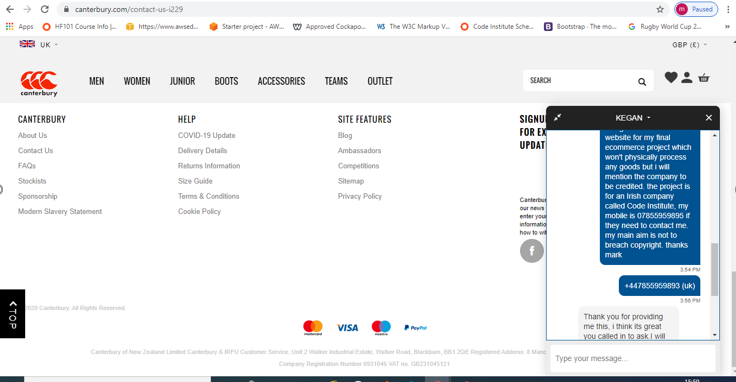 canterbury.com/contact-us-i229
Paused
Apps
HF101 Course Info |...
https://www.awsed...
Starter project - AW...
Approved Cockapo...
The W3C Markup V...
Code Institute Sche...
Bootstrap · The mo...
Rugby World Cup 2...
UK
GBP (£)
canterbury
MEN
WOMEN
JUNIOR
BOOTS
ACCESSORIES
TEAMS
OUTLET
SEARCH
CANTERBURY
About Us
Contact Us
FAQs
Stockists
Sponsorship
Modern Slavery Statement
HELP
COVID-19 Update
Delivery Details
Returns Information
Size Guide
Terms & Conditions
Cookie Policy
SITE FEATURES
Blog
Ambassadors
Competitions
Sitemap
Privacy Policy
SIGNU
FOR EX
UPDAT
Canterbu
our news
enter your
informatio
how to wit
KEGAN
website for my final
ecommerce project which
won't physically process
any goods but i will
mention the company to
be credited. the project is
for an Irish company
called Code Institute, my
mobile is 07855959895 if
they need to contact me.
my main aim is not to
breach copyright. thanks
mark
3:54 PM
+447855959893 (uk)
3:56 PM
Thank you for providing
me this, i think its great
you called in to ask.I will
Type your message...
TOP
Canterbury. All Rights Reserved.
mastercard
VISA
maestro
PayPal
Canterbury of New Zealand Limited Canterbury & IRFU Customer Service, Unit 2 Walker Industrial Estate, Walker Road, Blackburn, BB1 2QE Registered Address: 8 Manc
Company Registration Number 6931046 VAT no. GB231045121
15:50